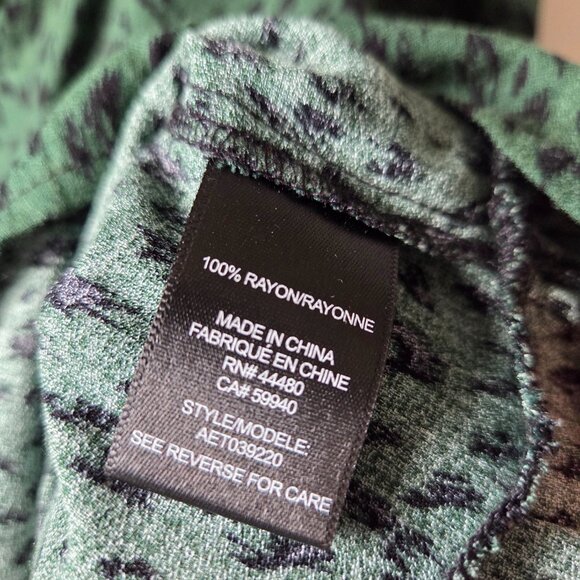 100% RAYON/RAYONNE
MADE IN CHINA
FABRIQUÉ EN CHINE
RN# 44480
CA# 59940
STYLE/MODELE:
AET039220
SEE REVERSE FOR CARE